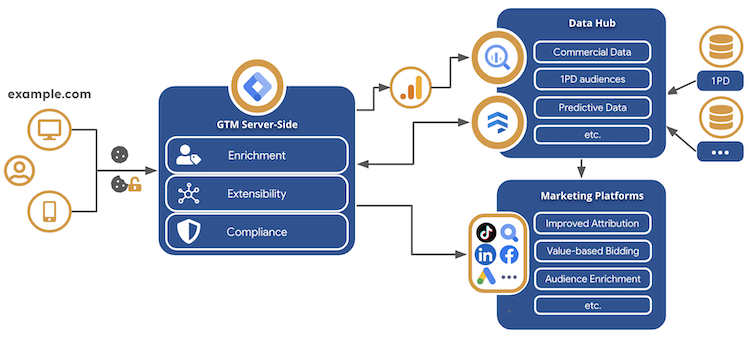 example.com
GTM Server-Side
Enrichment
Extensibility
Compliance
Data Hub
Commercial Data
1PD audiences
Predictive Data
etc.
1PD
Marketing Platforms
Improved Attribution
Value-based Bidding
Audience Enrichment
etc.
in
f